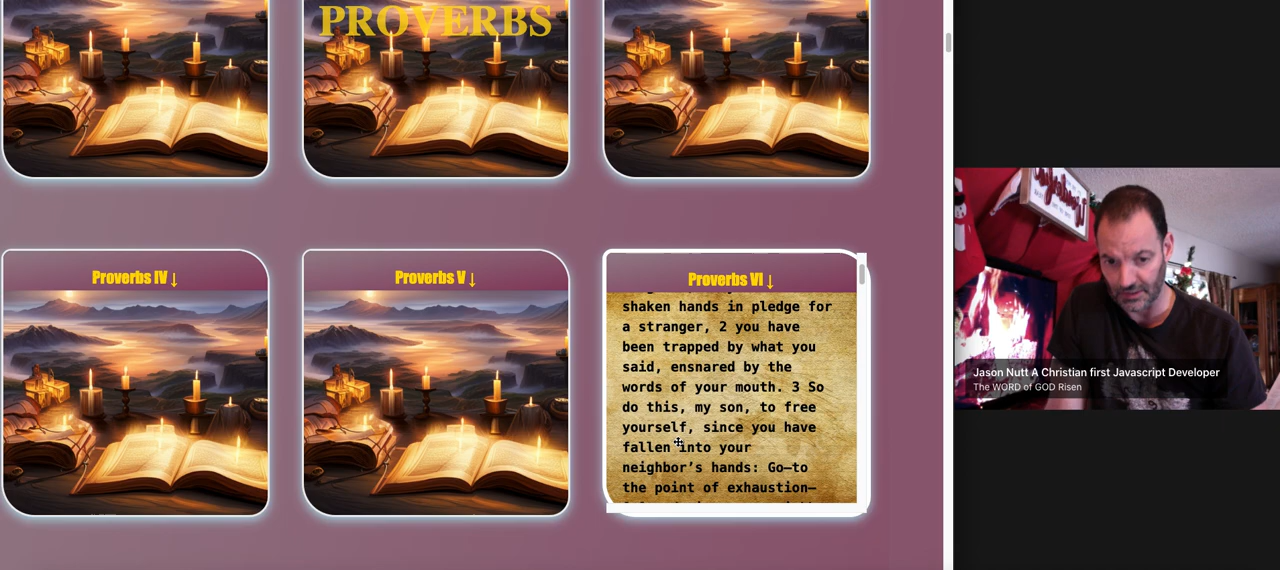 PROVERBS
Proverbs IV ↓
Proverbs V ↓
Proverbs VI ↓
shaken hands in pledge for
a stranger, 2 you have
been trapped by what you
said, ensnared by the
words of your mouth. 3 So
do this, my son, to free
yourself, since you have
fallen into your
neighbor’s hands: Go—to
the point of exhaustion—
Jason Nutt A Christian first Javascript Developer
The WORD of GOD Risen